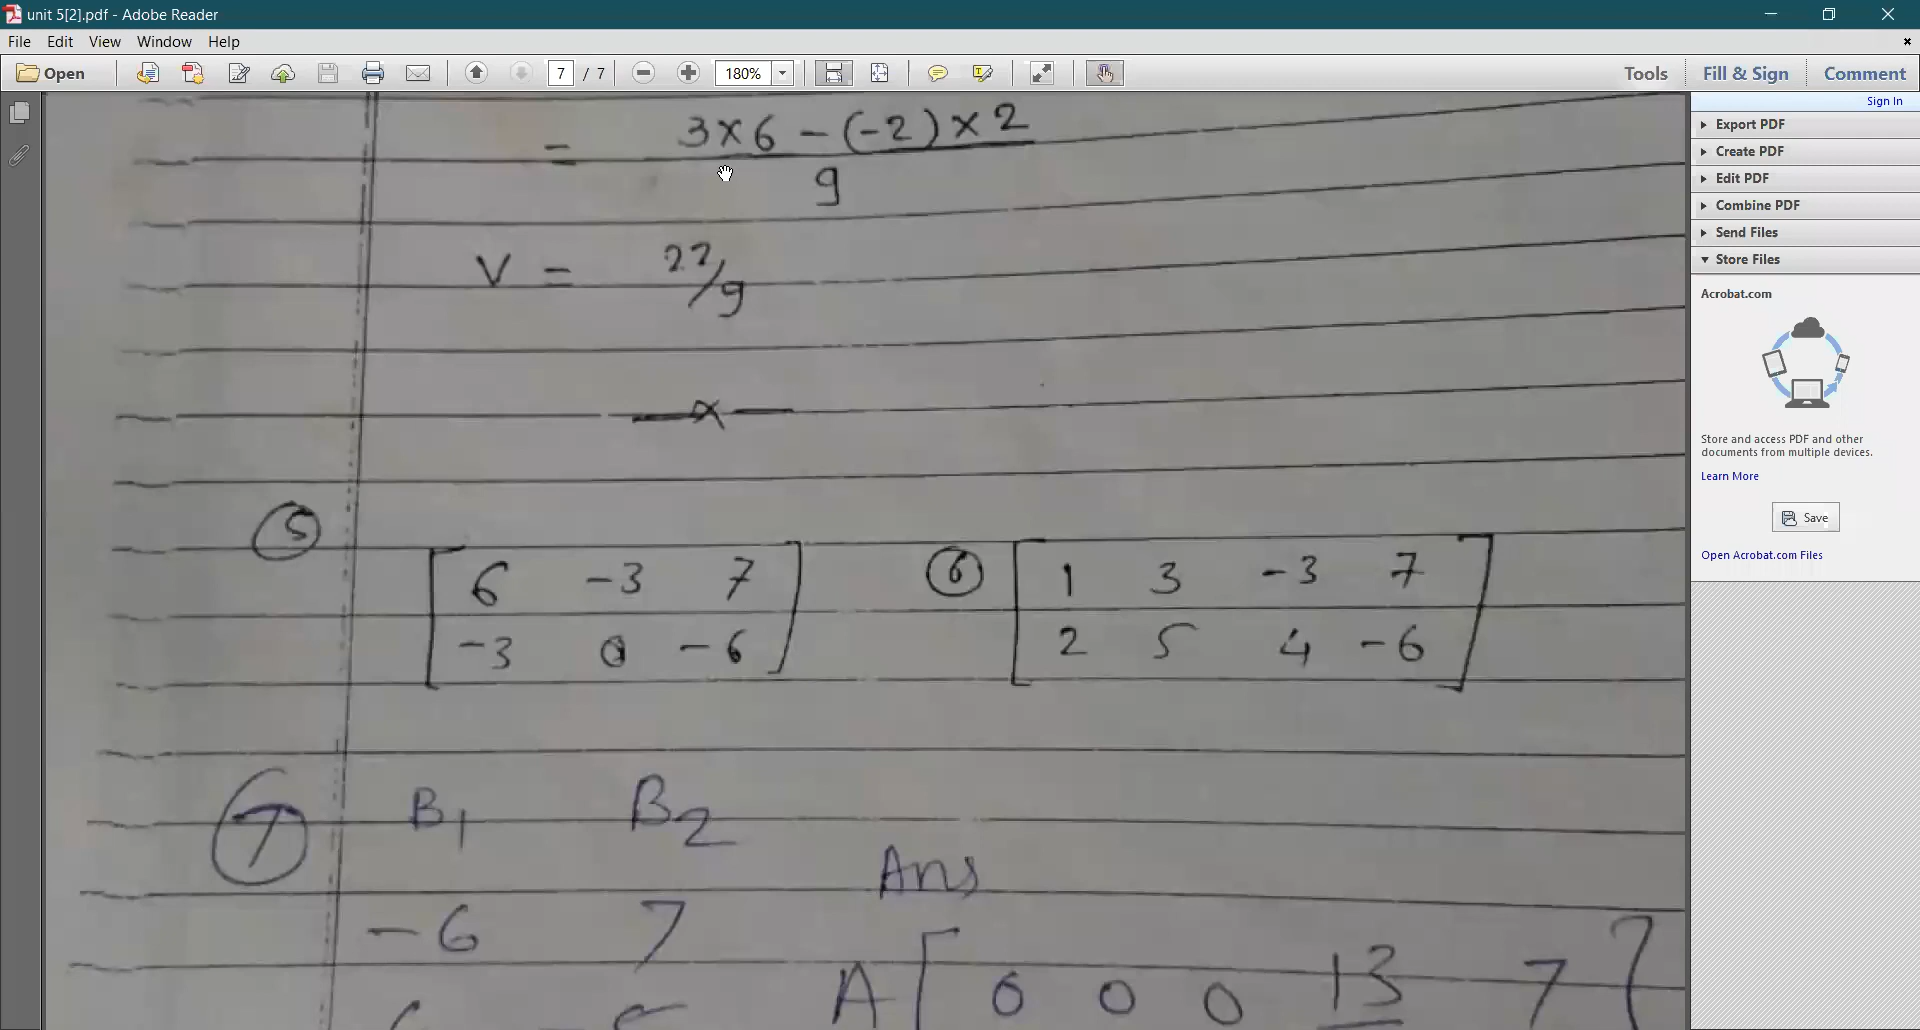 unit 5[2].pdf - Adobe Reader
File Edit View Window Help
Open 7 / 7 180% Tools Fill & Sign Comment
Sign In
Export PDF
Create PDF
Edit PDF
Combine PDF
Send Files
Store Files
Acrobat.com
Store and access PDF and other
documents from multiple devices.
Learn More
Save
Open Acrobat.com Files
= 3 × 6 - (-2) × 2
9
V = 22/9
x
5 6 -3 7
-3 0 -6
6 1 3 -3 7
2 5 4 -6
7 B1 B2
Ans
-6 7
A 0 0 0 13 7